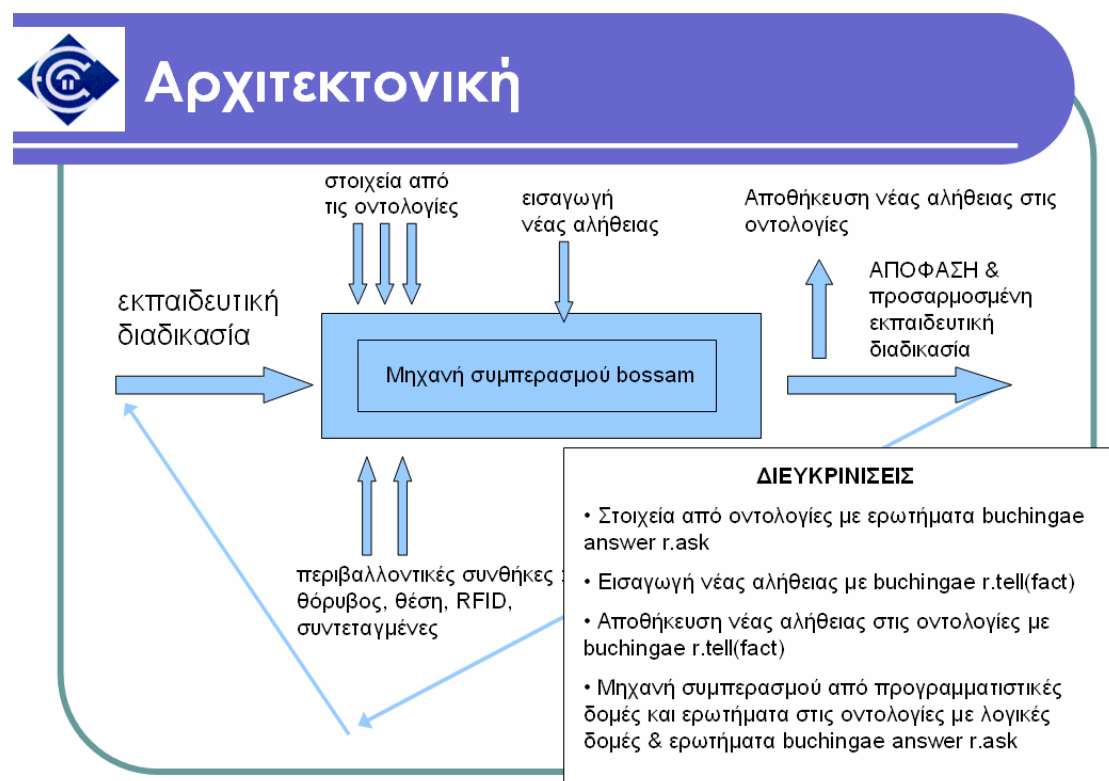 Αρχιτεκτονική
στοιχεία από
τις οντολογίες
εισαγωγή
νέας αλήθειας
Αποθήκευση νέας αλήθειας στις
οντολογίες
εκπαιδευτική
διαδικασία
ΑΠΟΦΑΣΗ &
προσαρμοσμένη
εκπαιδευτική
διαδικασία
Μηχανή συμπερασμού bossam
περιβαλλοντικές συνθήκες
θόρυβος, θέση, RFID,
συντεταγμένες
ΔΙΕΥΚΡΙΝΙΣΕΙΣ
• Στοιχεία από οντολογίες με ερωτήματα buchingae
answer r.ask
• Εισαγωγή νέας αλήθειας με buchingae r.tell(fact)
• Αποθήκευση νέας αλήθειας στις οντολογίες με
buchingae r.tell(fact)
• Μηχανή συμπερασμού από προγραμματιστικές
δομές και ερωτήματα στις οντολογίες με λογικές
δομές & ερωτήματα buchingae answer r.ask